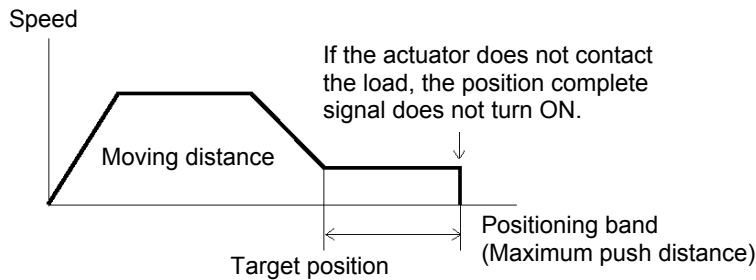 Speed
If the actuator does not contact
the load, the position complete
signal does not turn ON.
Moving distance
Positioning band
(Maximum push distance)
Target position